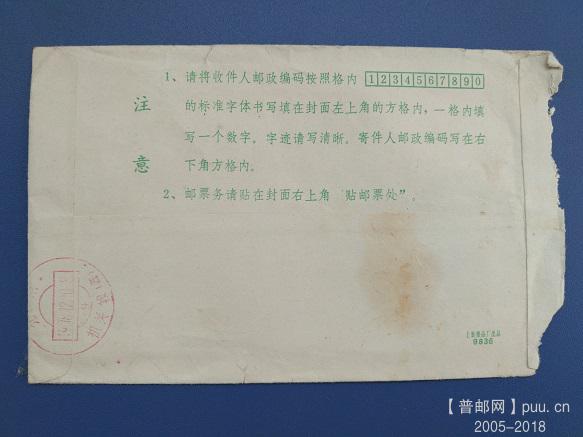 注意
1、请将收件人邮政编码按照格内 1234567890
的标准字体书写填在封面左上角的方格内，一格内填
写一个数字。字迹请写清晰。寄件人邮政编码写在右
下角方格内。
2、邮票务请贴在封面右上角“贴邮票处”。
9836
【普邮网】puu.cn
2005-2018